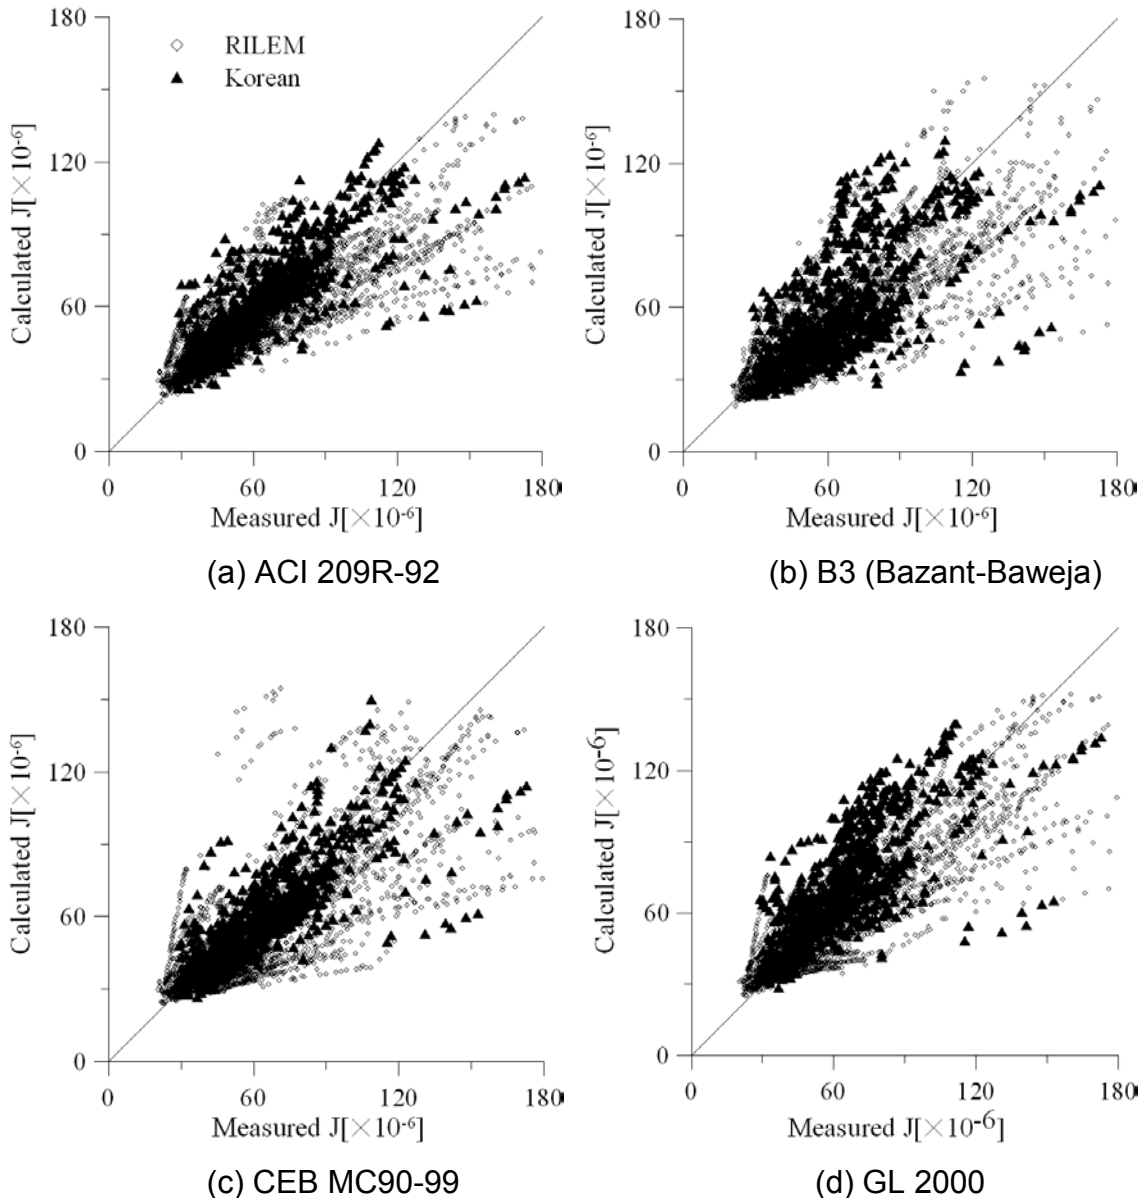 180
RILEM
Korean
120
60
0
Calculated J[×10⁻⁶]
0 60 120 180
Measured J[×10⁻⁶]
(a) ACI 209R-92
180
120
60
0
Calculated J[×10⁻⁶]
0 60 120 180
Measured J[×10⁻⁶]
(b) B3 (Bazant-Baweja)
180
120
60
0
Calculated J[×10⁻⁶]
0 60 120 180
Measured J[×10⁻⁶]
(c) CEB MC90-99
180
120
60
0
Calculated J[×10⁻⁶]
0 60 120 180
Measured J[×10⁻⁶]
(d) GL 2000